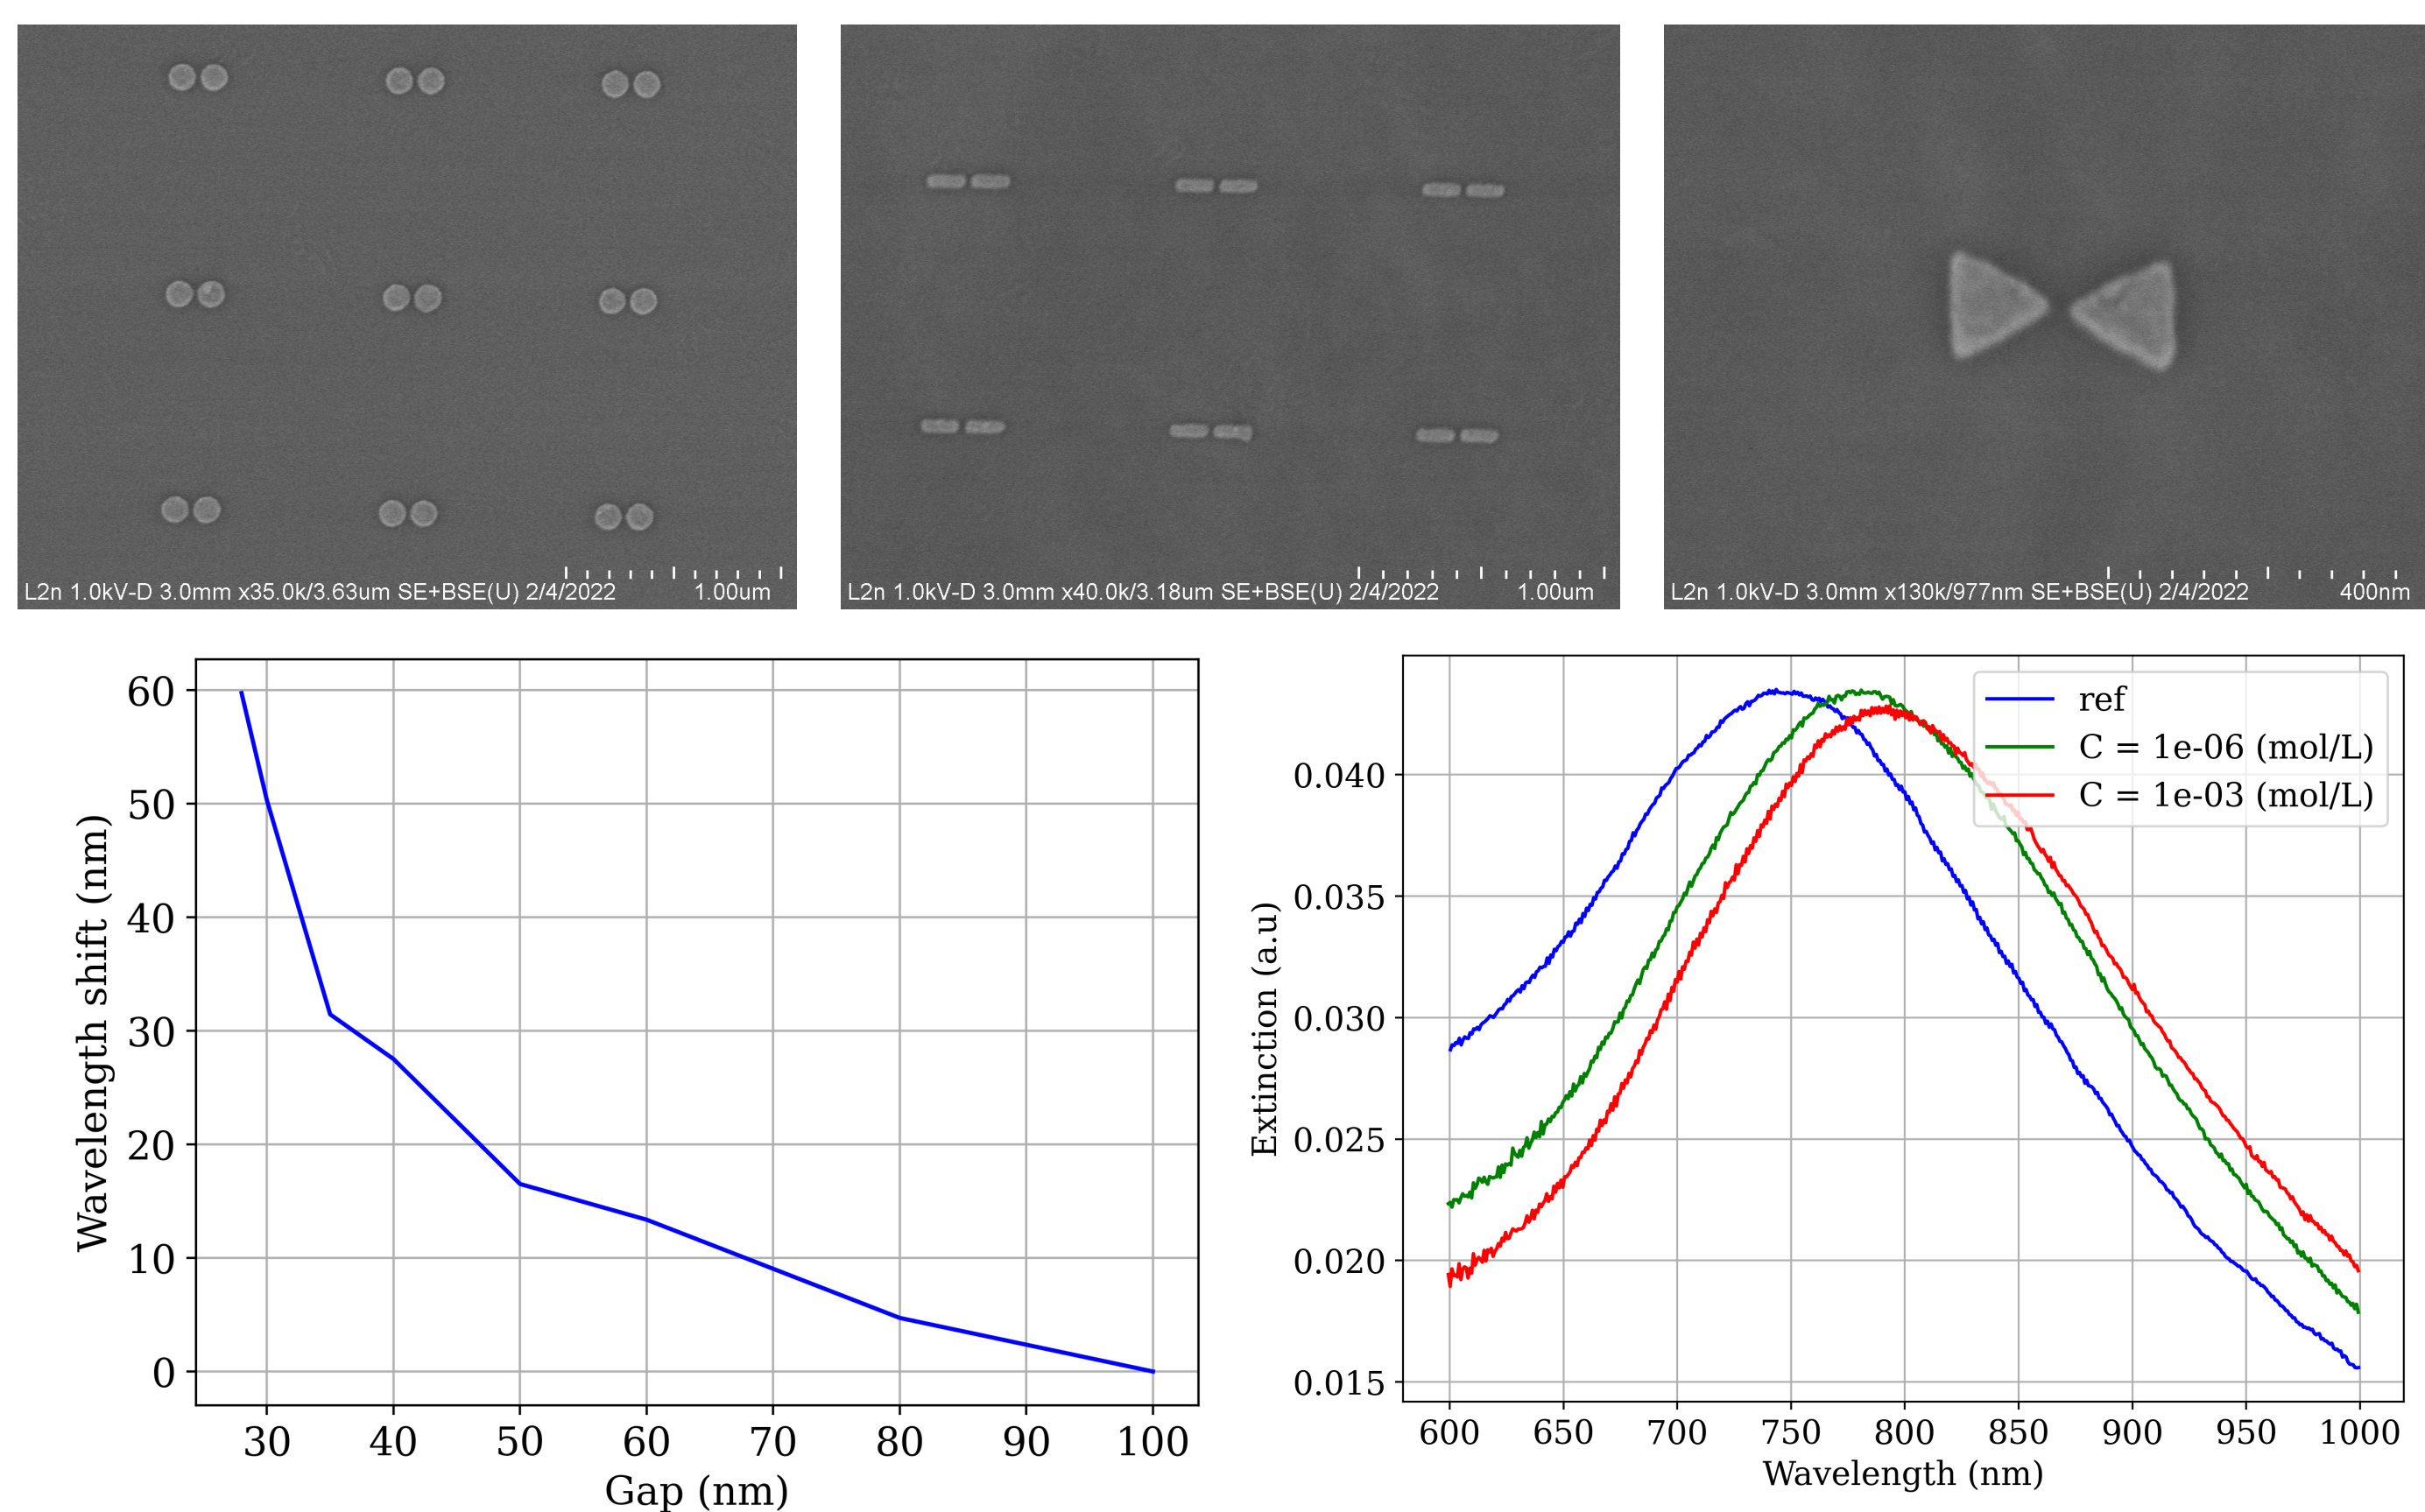 L2n 1.0kV-D 3.0mm x35.0k/3.63um SE+BSE(U) 2/4/2022 1.00um
L2n 1.0kV-D 3.0mm x40.0k/3.18um SE+BSE(U) 2/4/2022 1.00um
L2n 1.0kV-D 3.0mm x130k/977nm SE+BSE(U) 2/4/2022 400nm
Wavelength shift (nm)
60
50
40
30
20
10
0
30 40 50 60 70 80 90 100
Gap (nm)
Extinction (a.u)
0.040
0.035
0.030
0.025
0.020
0.015
ref
C = 1e-06 (mol/L)
C = 1e-03 (mol/L)
600 650 700 750 800 850 900 950 1000
Wavelength (nm)